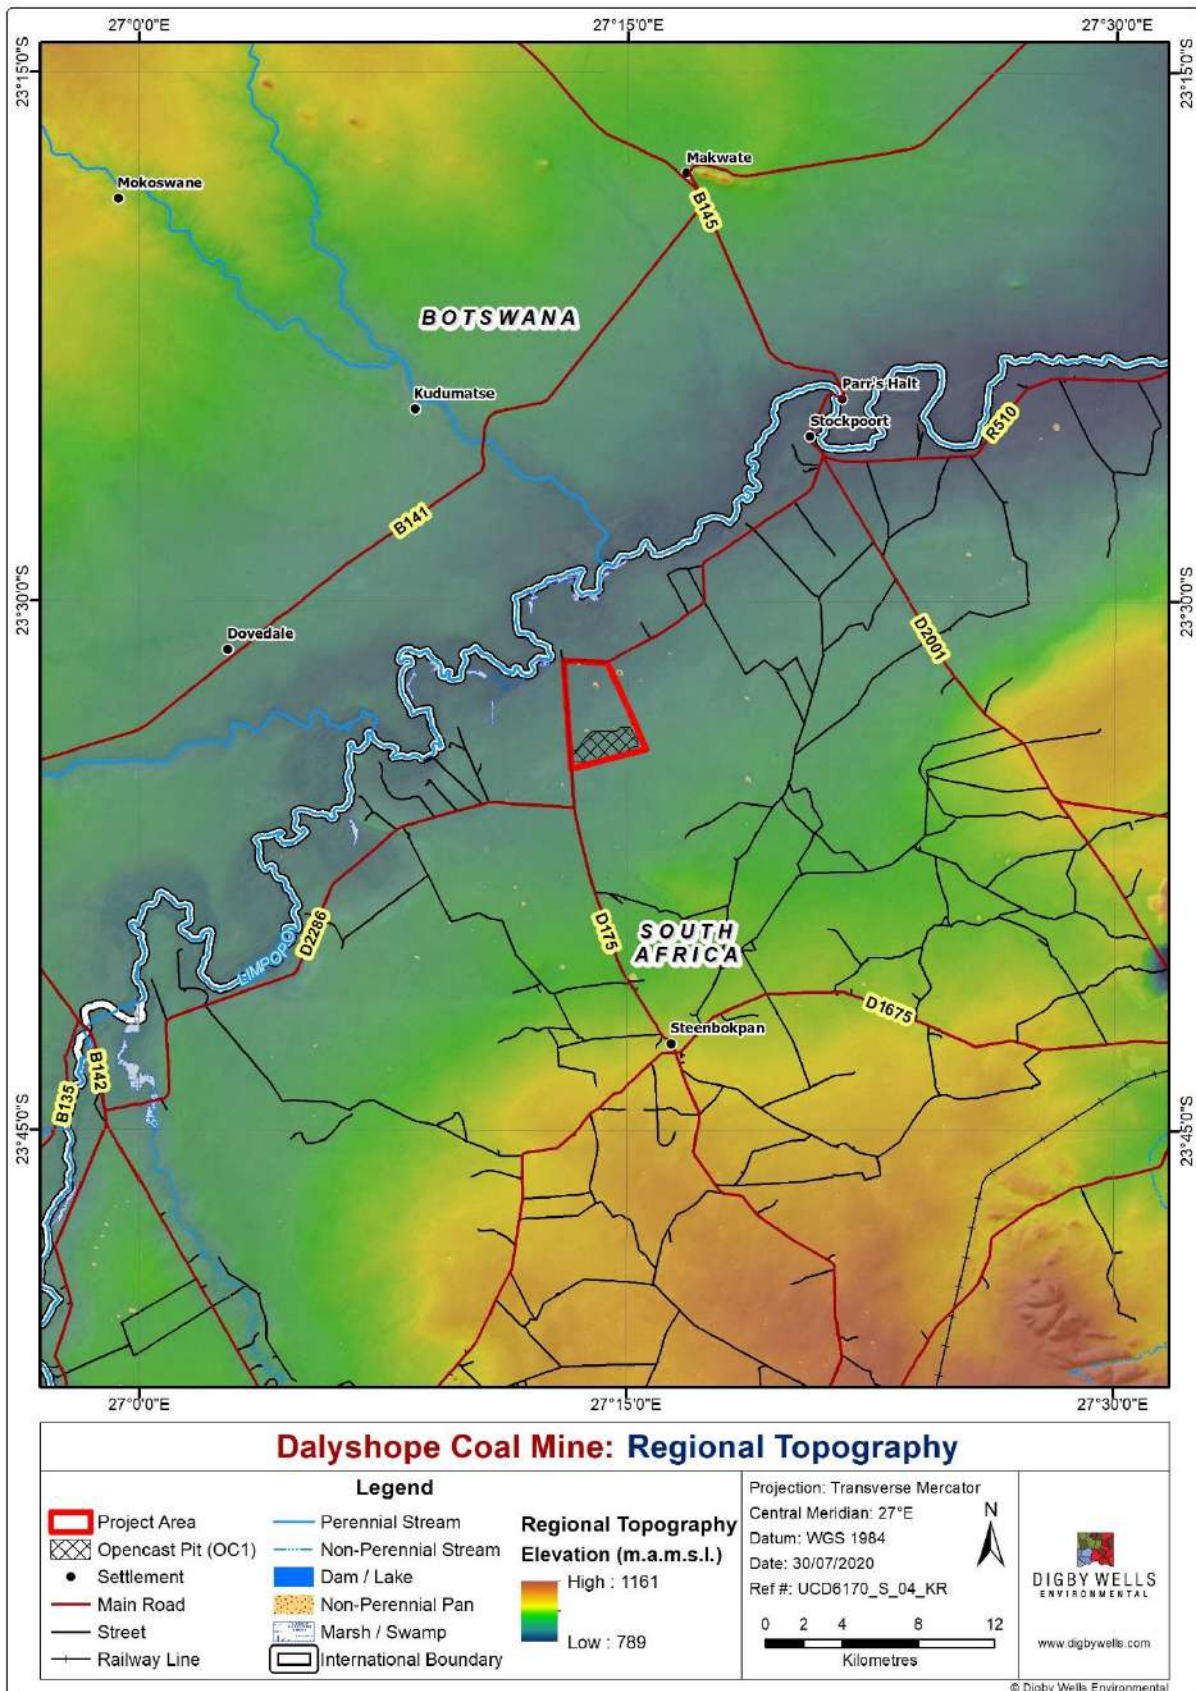 27°0'0"E 27°15'0"E 27°30'0"E
23°15'0"S 23°15'0"S
Makwate
Mokoswane
B145
BOTSWANA
Parr's Halt
Kudumatse
Stockpoort
R510
B141
23°30'0"S 23°30'0"S
Dovedale
D2001
D2286
D175
SOUTH
AFRICA
LIMPOPO
D1675
Steenbokpan
B142
B135
23°45'0"S 23°45'0"S
27°0'0"E 27°15'0"E 27°30'0"E
Dalyshope Coal Mine: Regional Topography
Legend
Project Area
Opencast Pit (OC1)
Settlement
Main Road
Street
Railway Line
Perennial Stream
Non-Perennial Stream
Dam / Lake
Non-Perennial Pan
Marsh / Swamp
International Boundary
Regional Topography
Elevation (m.a.m.s.l.)
High : 1161
Low : 789
Projection: Transverse Mercator
Central Meridian: 27°E
Datum: WGS 1984
Date: 30/07/2020
Ref #: UCD6170_S_04_KR
N
0 2 4 8 12
Kilometres
DIGBY WELLS
ENVIRONMENTAL
www.digbywells.com
© Digby Wells Environmental